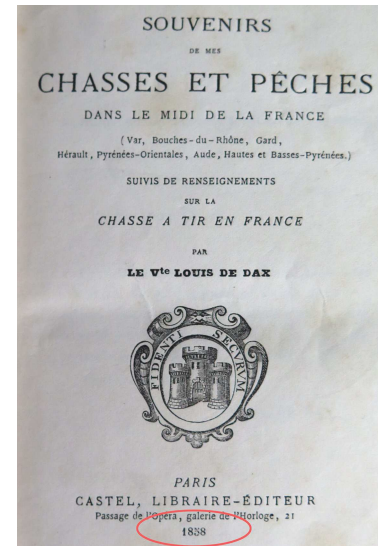 SOUVENIRS
DE MES
CHASSES ET PÊCHES
DANS LE MIDI DE LA FRANCE
(Var, Bouches-du-Rhône, Gard,
Hérault, Pyrénées-Orientales, Aude, Hautes et Basses-Pyrénées.)
SUIVIS DE RENSEIGNEMENTS
SUR LA
CHASSE A TIR EN FRANCE
PAR
LE Vte LOUIS DE DAX
FIDENTI SECVRVM
PARIS
CASTEL, LIBRAIRE-ÉDITEUR
Passage de l'Opéra, galerie de l'Horloge, 21
1858